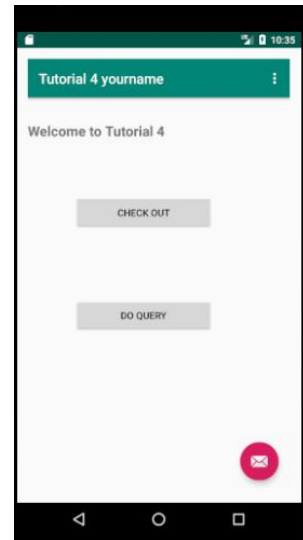 10:35
Tutorial 4 yourname
Welcome to Tutorial 4
CHECK OUT
DO QUERY